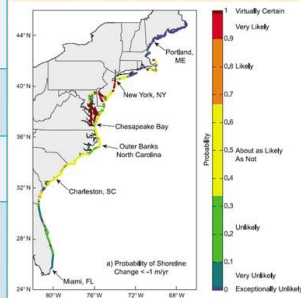 44°N
40°N
36°N
32°N
28°N
24°N
80°W 76°W 72°W 68°W
Portland,
ME
New York, NY
Chesapeake Bay
Outer Banks
North Carolina
Charleston, SC
Miami, FL
a) Probability of Shoreline
Change < -1 m/yr
Probability
1
0.9
0.8
0.7
0.6
0.5
0.4
0.3
0.2
0.1
0
Virtually Certain
Very Likely
Likely
About as Likely
As Not
Unlikely
Very Unlikely
Exceptionally Unlikely